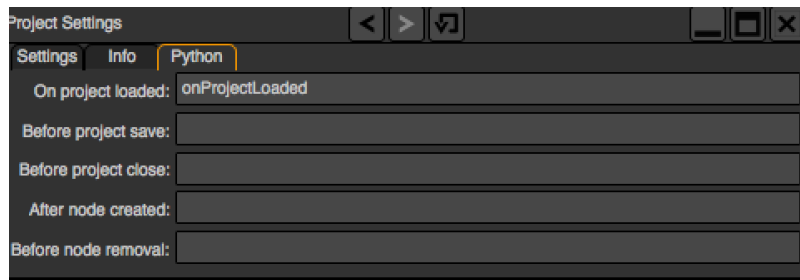 Project Settings
Settings Info Python
On project loaded: onProjectLoaded
Before project save:
Before project close:
After node created:
Before node removal: